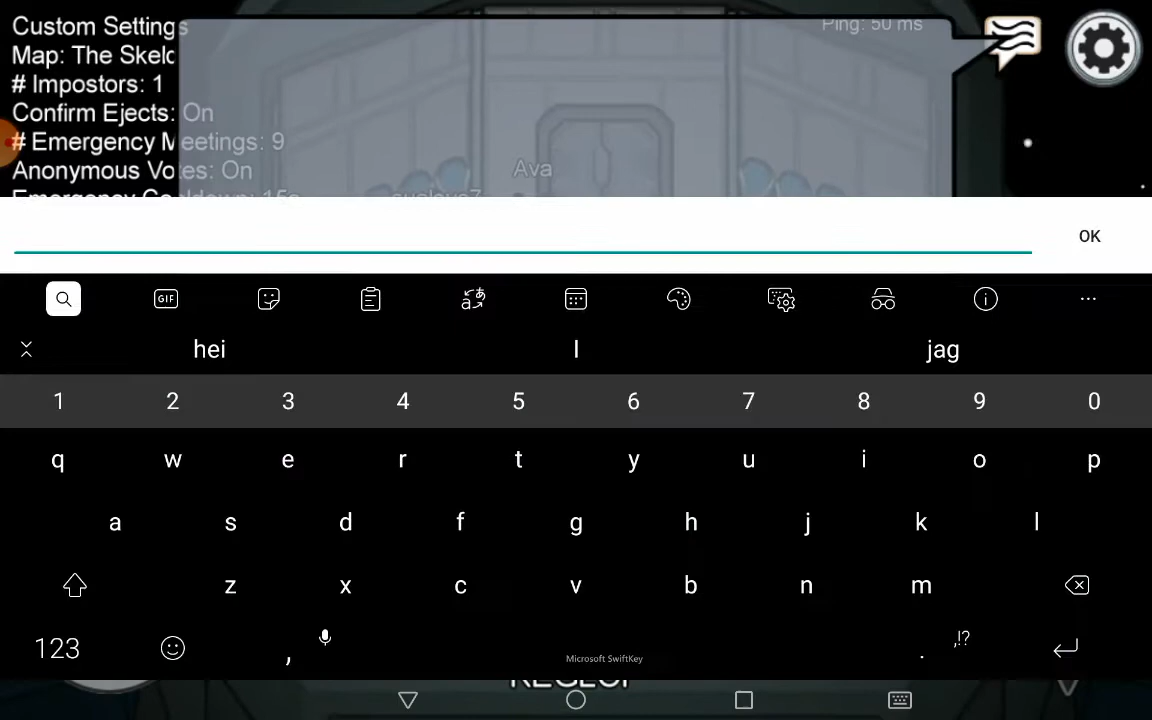 Custom Settings
Ping: 50 ms
Map: The Skeld
# Impostors: 1
Confirm Ejects: On
# Emergency Meetings: 9
Anonymous Votes: On
Ava
OK
GIF
hei I jag
1 2 3 4 5 6 7 8 9 0
q w e r t y u i o p
a s d f g h j k l
z x c v b n m
123 , . ,!?
Microsoft SwiftKey